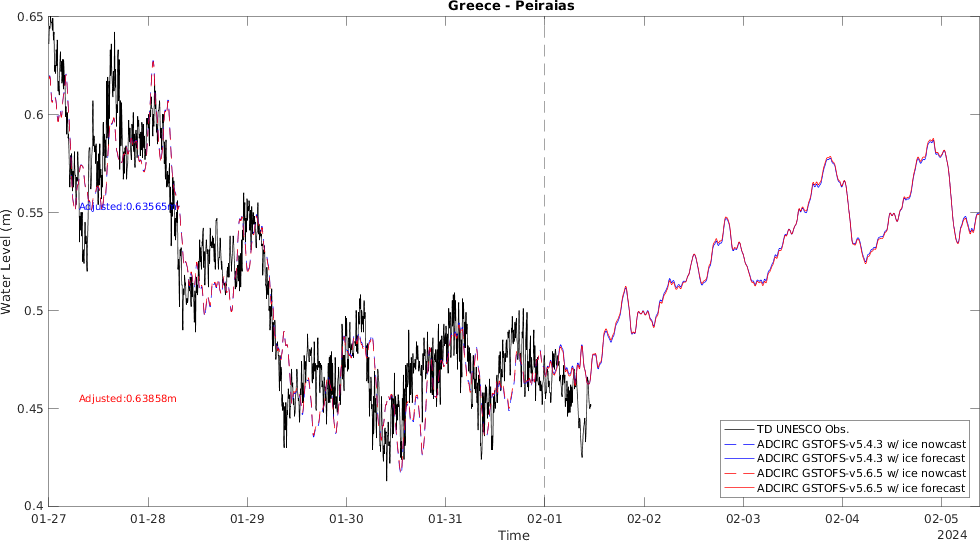 Greece - Peiraias
0.65
0.6
0.55
0.5
0.45
0.4
Water Level (m)
Adjusted:0.63565m
Adjusted:0.63858m
TD UNESCO Obs.
ADCIRC GSTOFS-v5.4.3 w/ ice nowcast
ADCIRC GSTOFS-v5.4.3 w/ ice forecast
ADCIRC GSTOFS-v5.6.5 w/ ice nowcast
ADCIRC GSTOFS-v5.6.5 w/ ice forecast
01-27 01-28 01-29 01-30 01-31 02-01 02-02 02-03 02-04 02-05
Time
2024